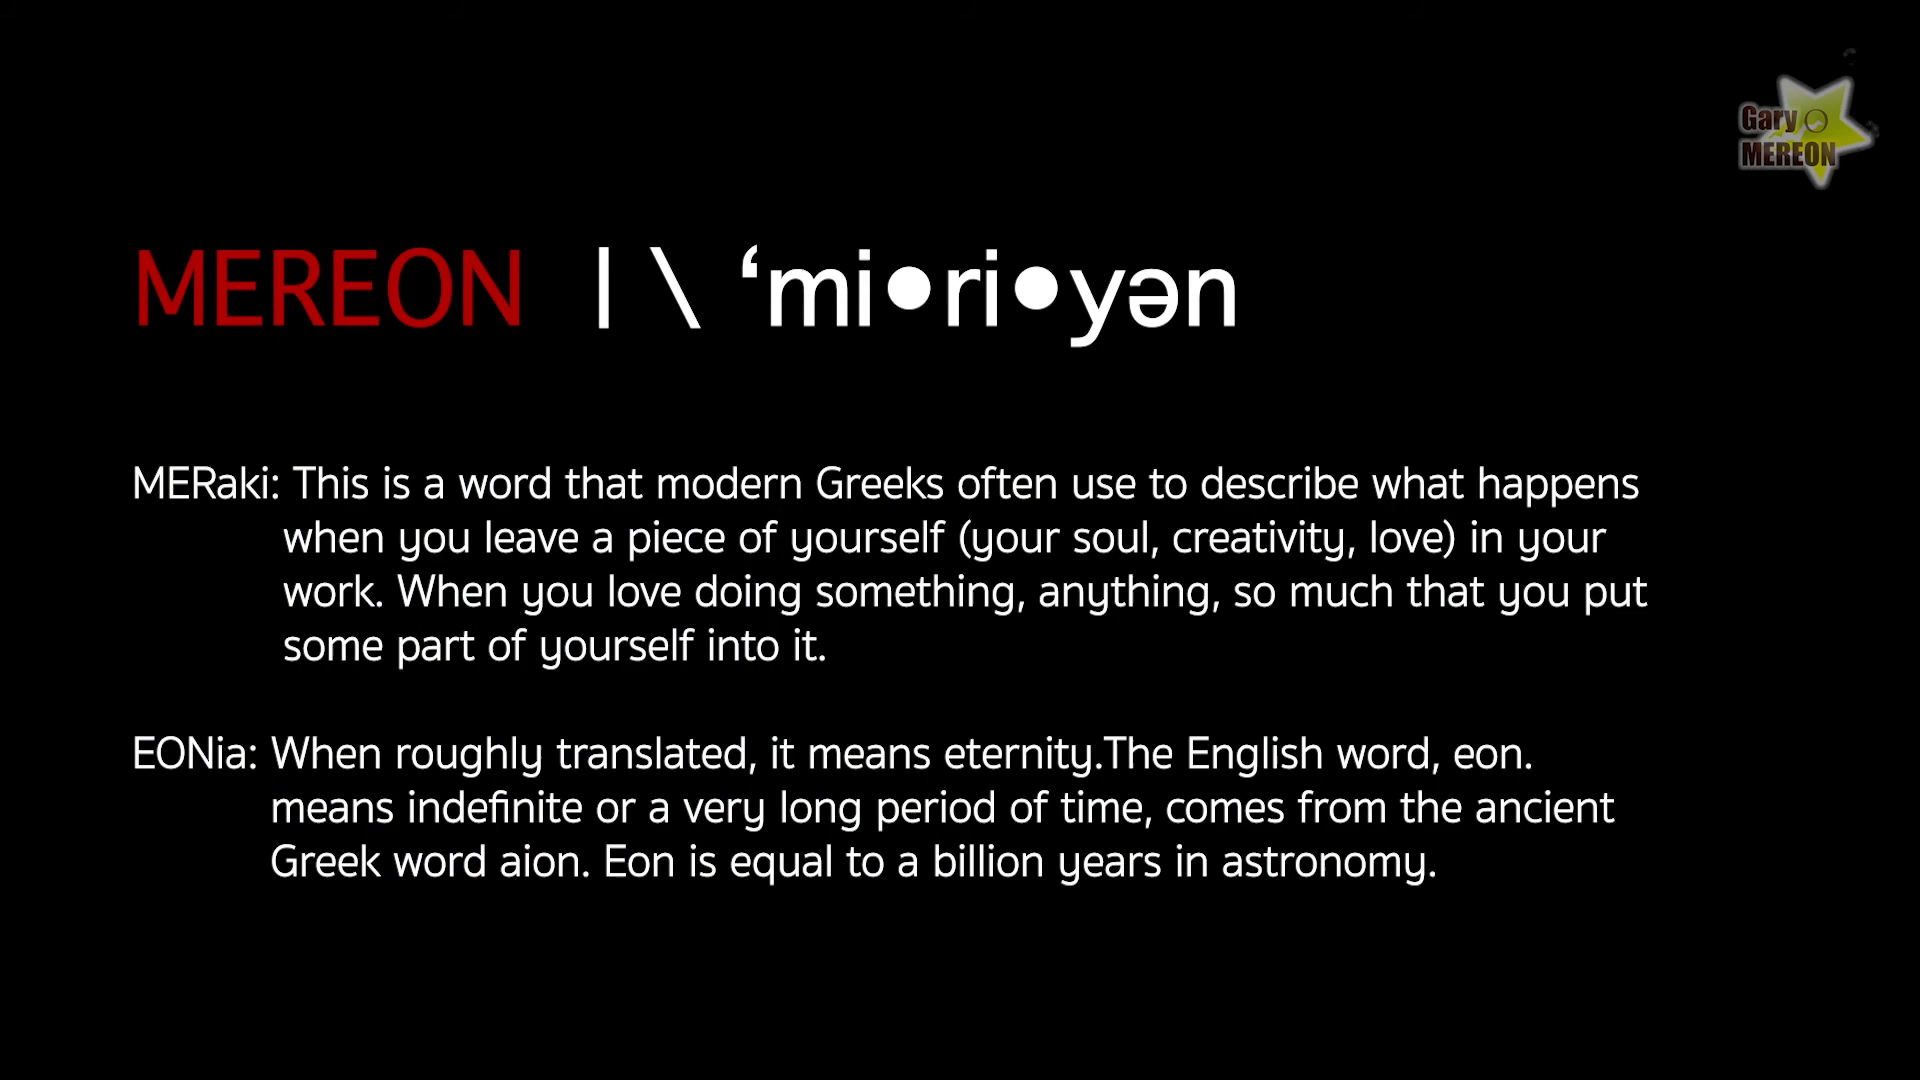 Gary
MEREON
MEREON | \ ‘mi●ri●yən
MERaki: This is a word that modern Greeks often use to describe what happens
when you leave a piece of yourself (your soul, creativity, love) in your
work. When you love doing something, anything, so much that you put
some part of yourself into it.
EONia: When roughly translated, it means eternity.The English word, eon.
means indefinite or a very long period of time, comes from the ancient
Greek word aion. Eon is equal to a billion years in astronomy.